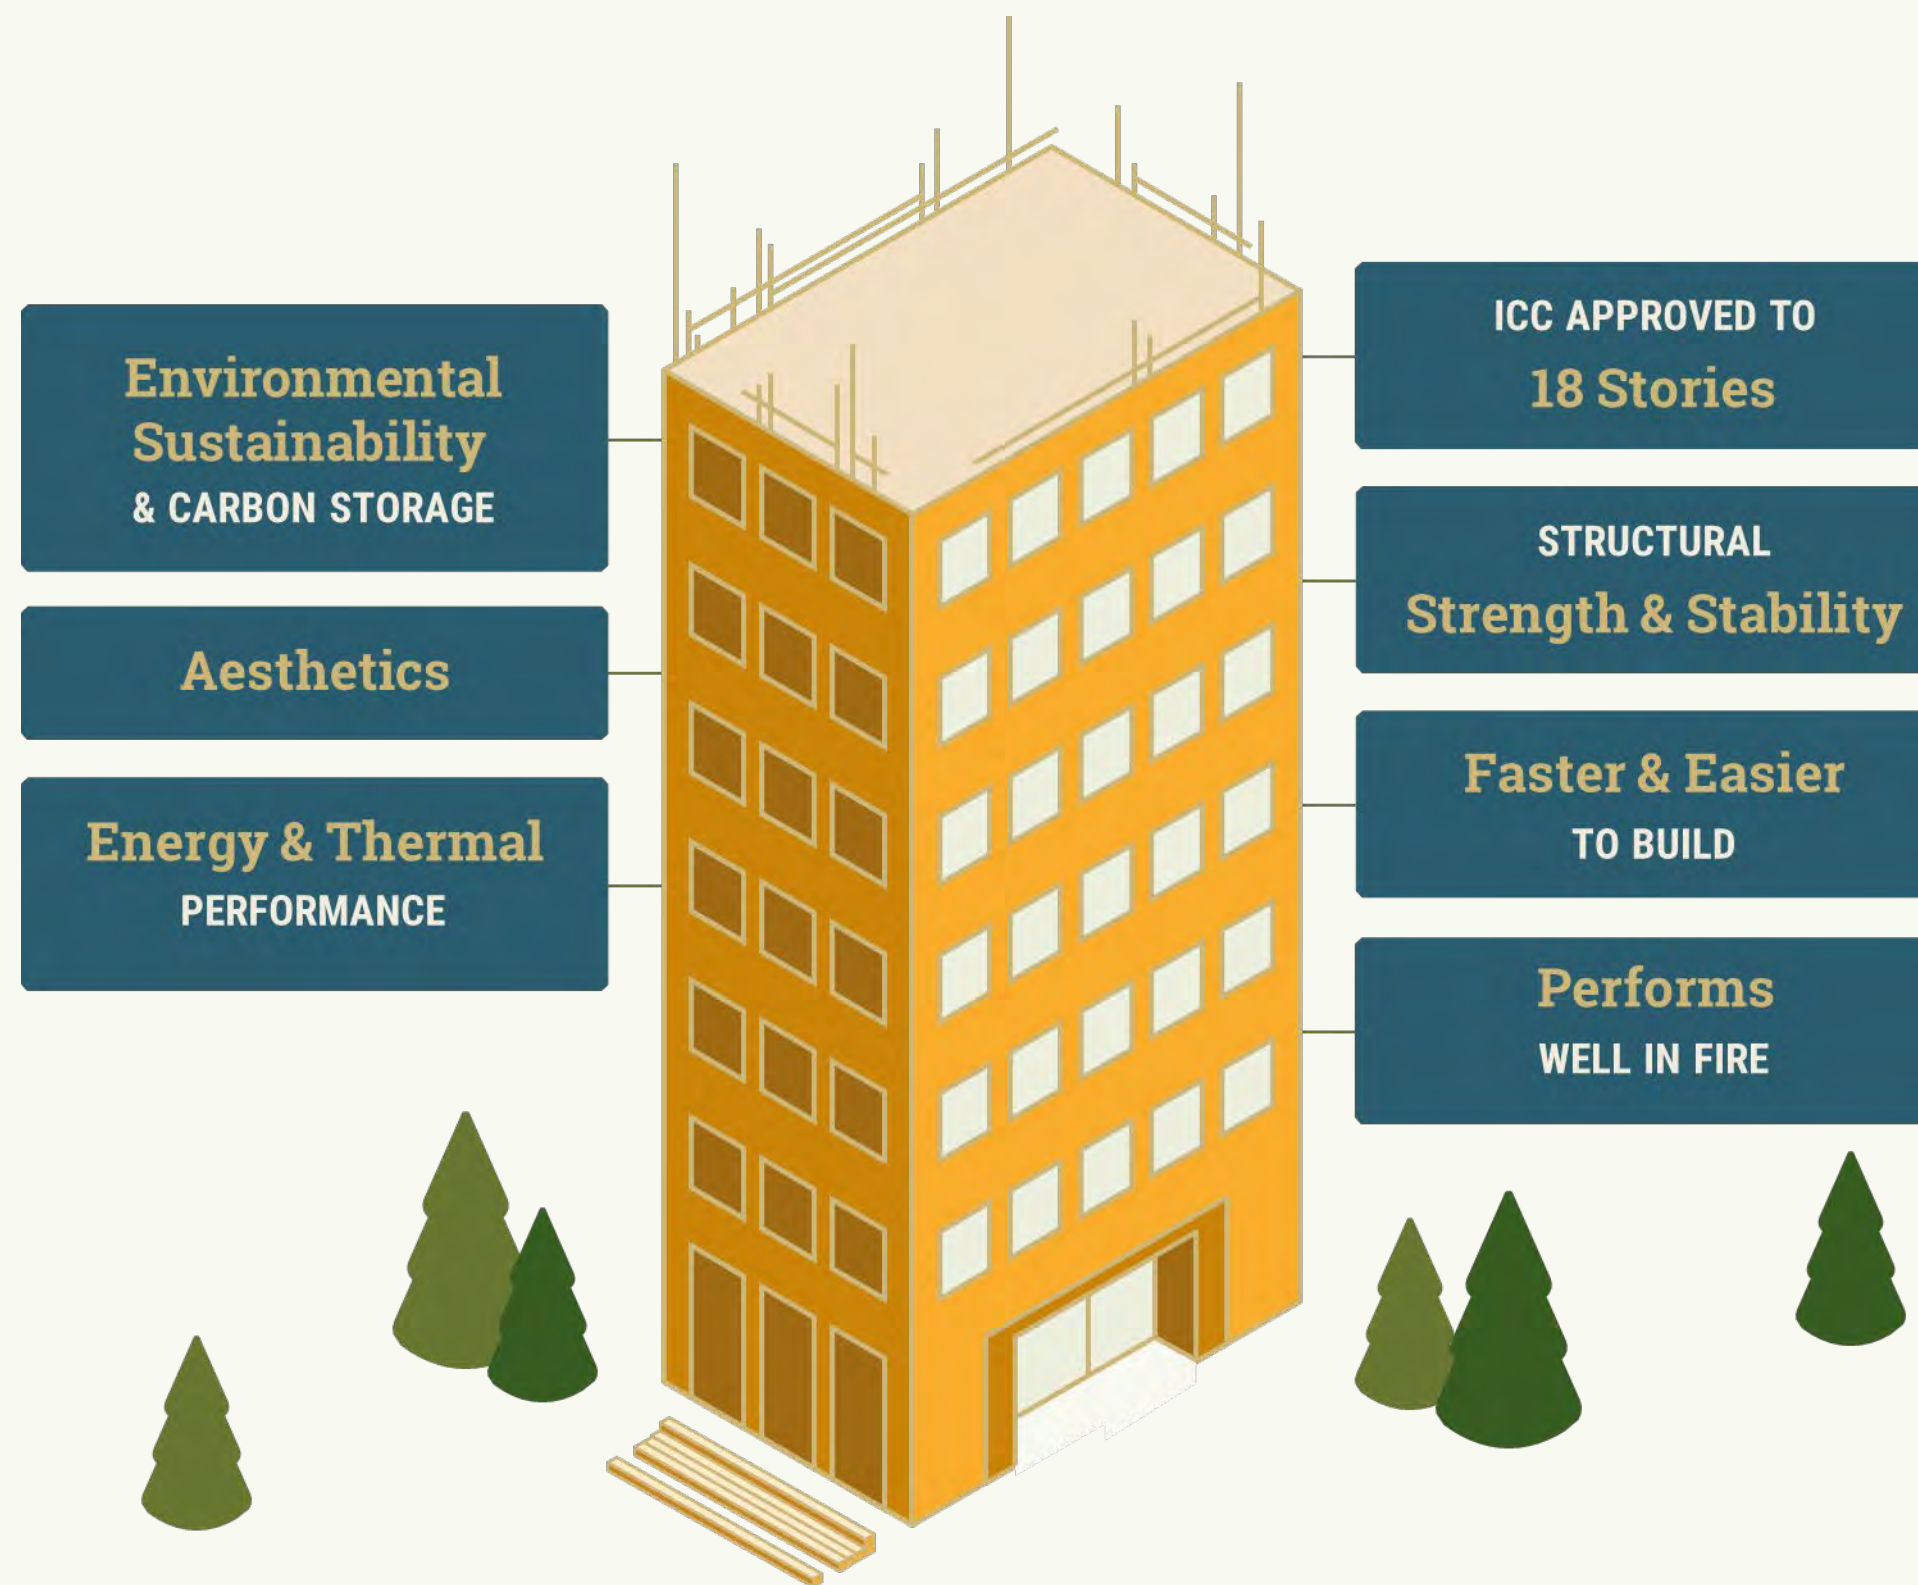 Environmental
Sustainability
& CARBON STORAGE
Aesthetics
Energy & Thermal
PERFORMANCE
ICC APPROVED TO
18 Stories
STRUCTURAL
Strength & Stability
Faster & Easier
TO BUILD
Performs
WELL IN FIRE